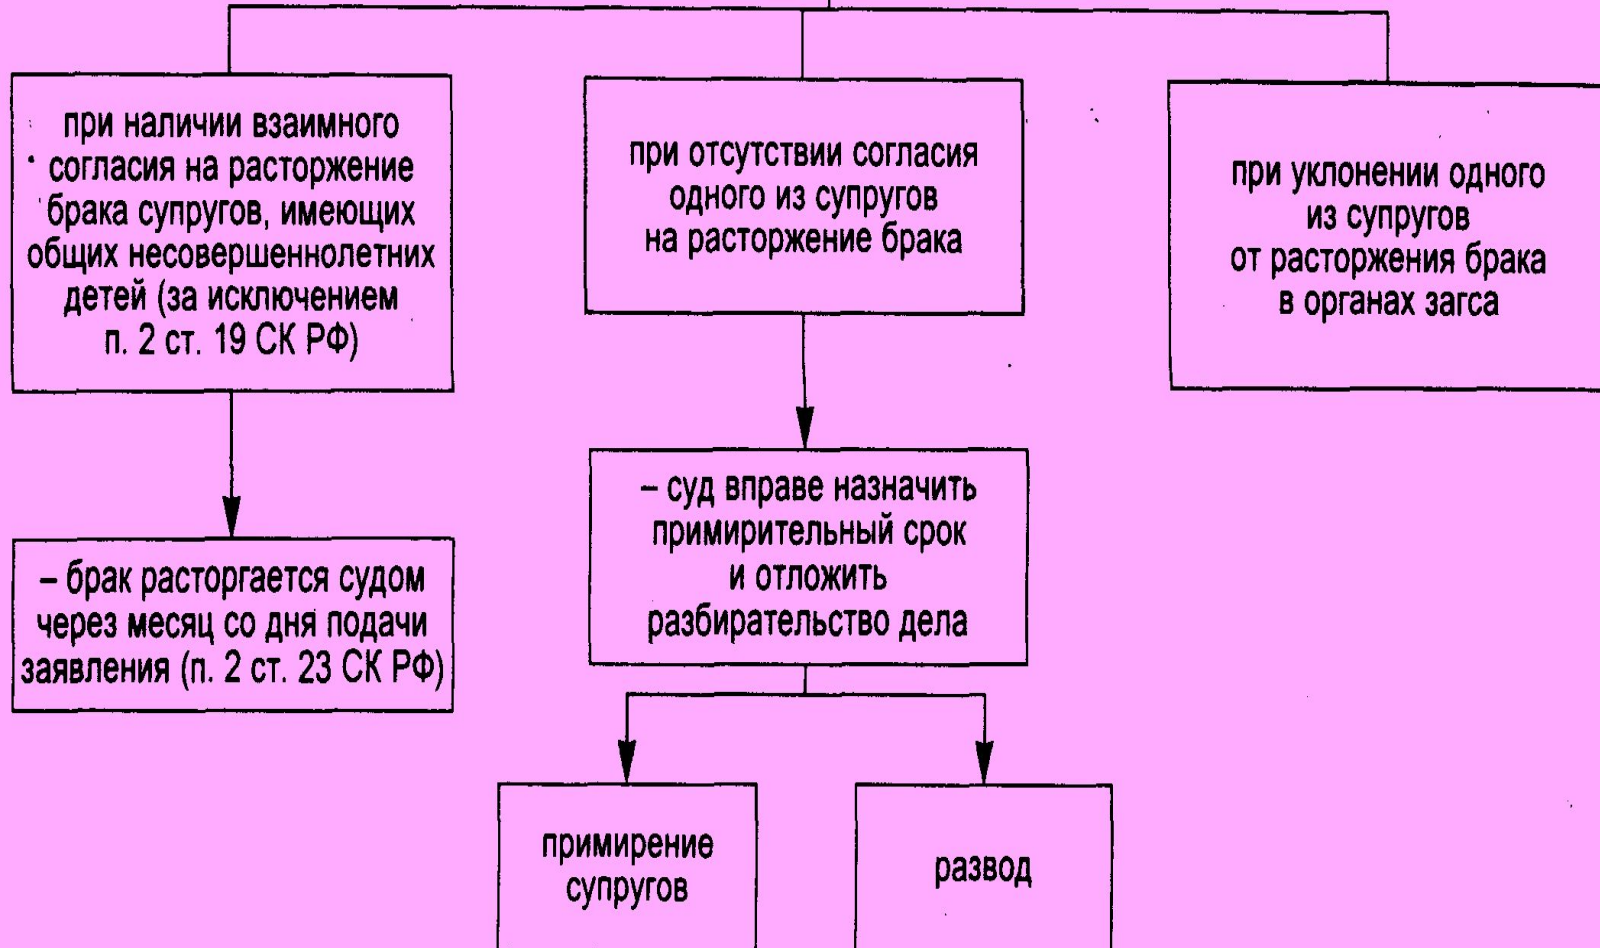 при наличии взаимного
согласия на расторжение
брака супругов, имеющих
общих несовершеннолетних
детей (за исключением
п. 2 ст. 19 СК РФ)
при отсутствии согласия
одного из супругов
на расторжение брака
при уклонении одного
из супругов
от расторжения брака
в органах загса
– брак расторгается судом
через месяц со дня подачи
заявления (п. 2 ст. 23 СК РФ)
– суд вправе назначить
примирительный срок
и отложить
разбирательство дела
примирение
супругов
развод